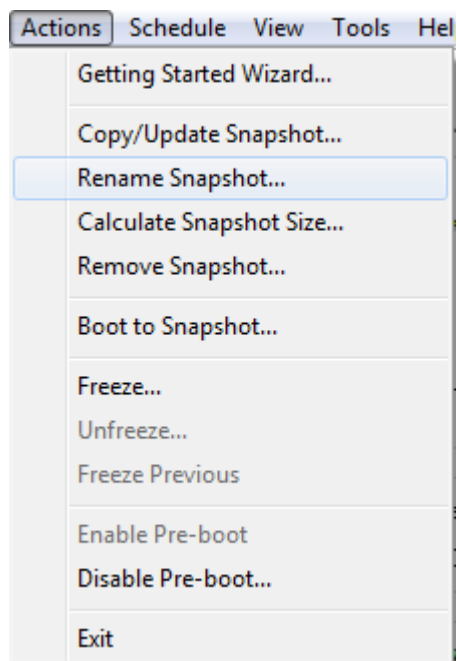 Actions Schedule View Tools Hel
Getting Started Wizard...
Copy/Update Snapshot...
Rename Snapshot...
Calculate Snapshot Size...
Remove Snapshot...
Boot to Snapshot...
Freeze...
Unfreeze...
Freeze Previous
Enable Pre-boot
Disable Pre-boot...
Exit